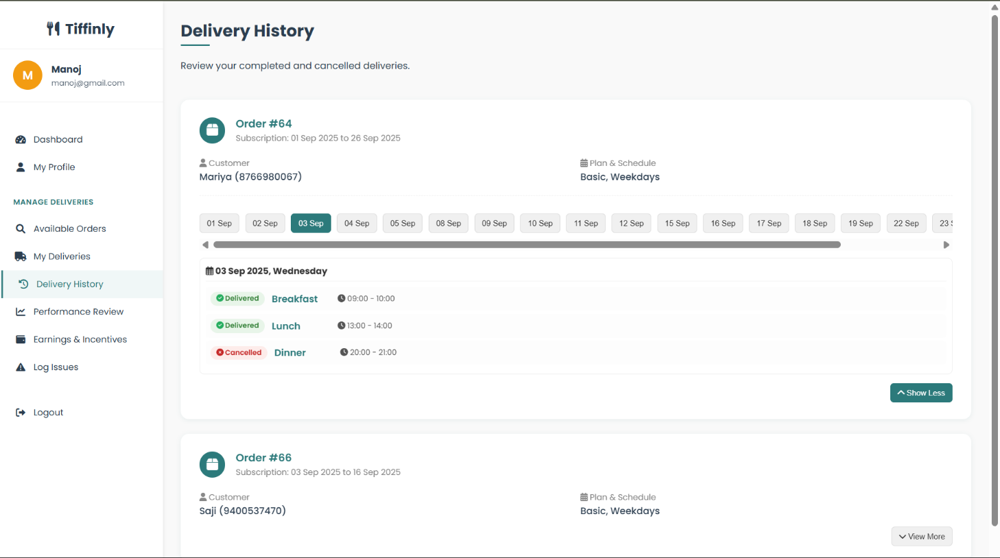 Tiffinly
M
Manoj
manoj@gmail.com
Dashboard
My Profile
MANAGE DELIVERIES
Available Orders
My Deliveries
Delivery History
Performance Review
Earnings & Incentives
Log Issues
Logout
Delivery History
Review your completed and cancelled deliveries.
Order #64
Subscription: 01 Sep 2025 to 26 Sep 2025
Customer
Mariya (8766980067)
Plan & Schedule
Basic, Weekdays
01 Sep 02 Sep 03 Sep 04 Sep 05 Sep 08 Sep 09 Sep 10 Sep 11 Sep 12 Sep 15 Sep 16 Sep 17 Sep 18 Sep 19 Sep 22 Sep 23
03 Sep 2025, Wednesday
Delivered Breakfast 09:00 - 10:00
Delivered Lunch 13:00 - 14:00
Cancelled Dinner 20:00 - 21:00
Show Less
Order #66
Subscription: 03 Sep 2025 to 16 Sep 2025
Customer
Saji (9400537470)
Plan & Schedule
Basic, Weekdays
View More